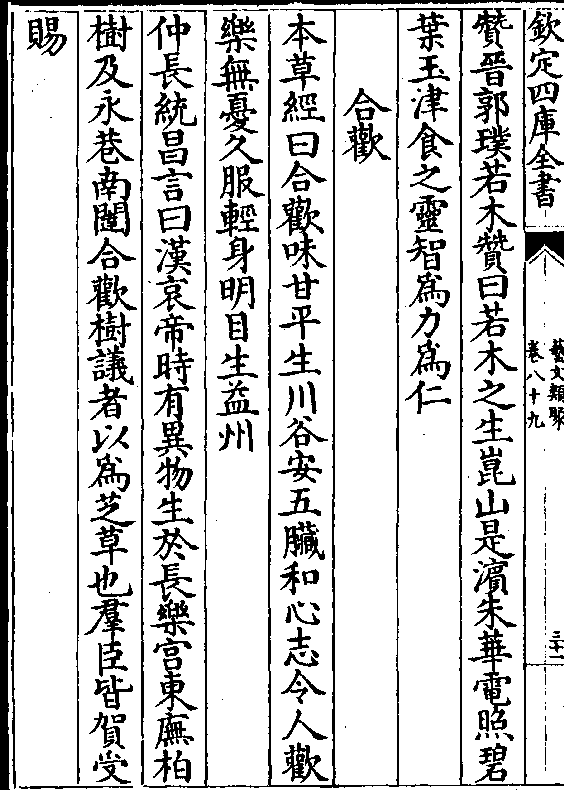 欽定四庫全書
藝文類聚
卷八十九
三十一
贊晉郭璞若木贊曰若木之生崑山是濱朱華電照碧
葉玉津食之靈智為力為仁
合歡
本草經曰合歡味甘平生川谷安五臟和心志令人歡
樂無憂久服輕身明目生益州
仲長統昌言曰漢哀帝時有異物生於長樂宮東廡柏
樹及永巷南闥合歡樹議者以為芝草也羣臣皆賀受
賜